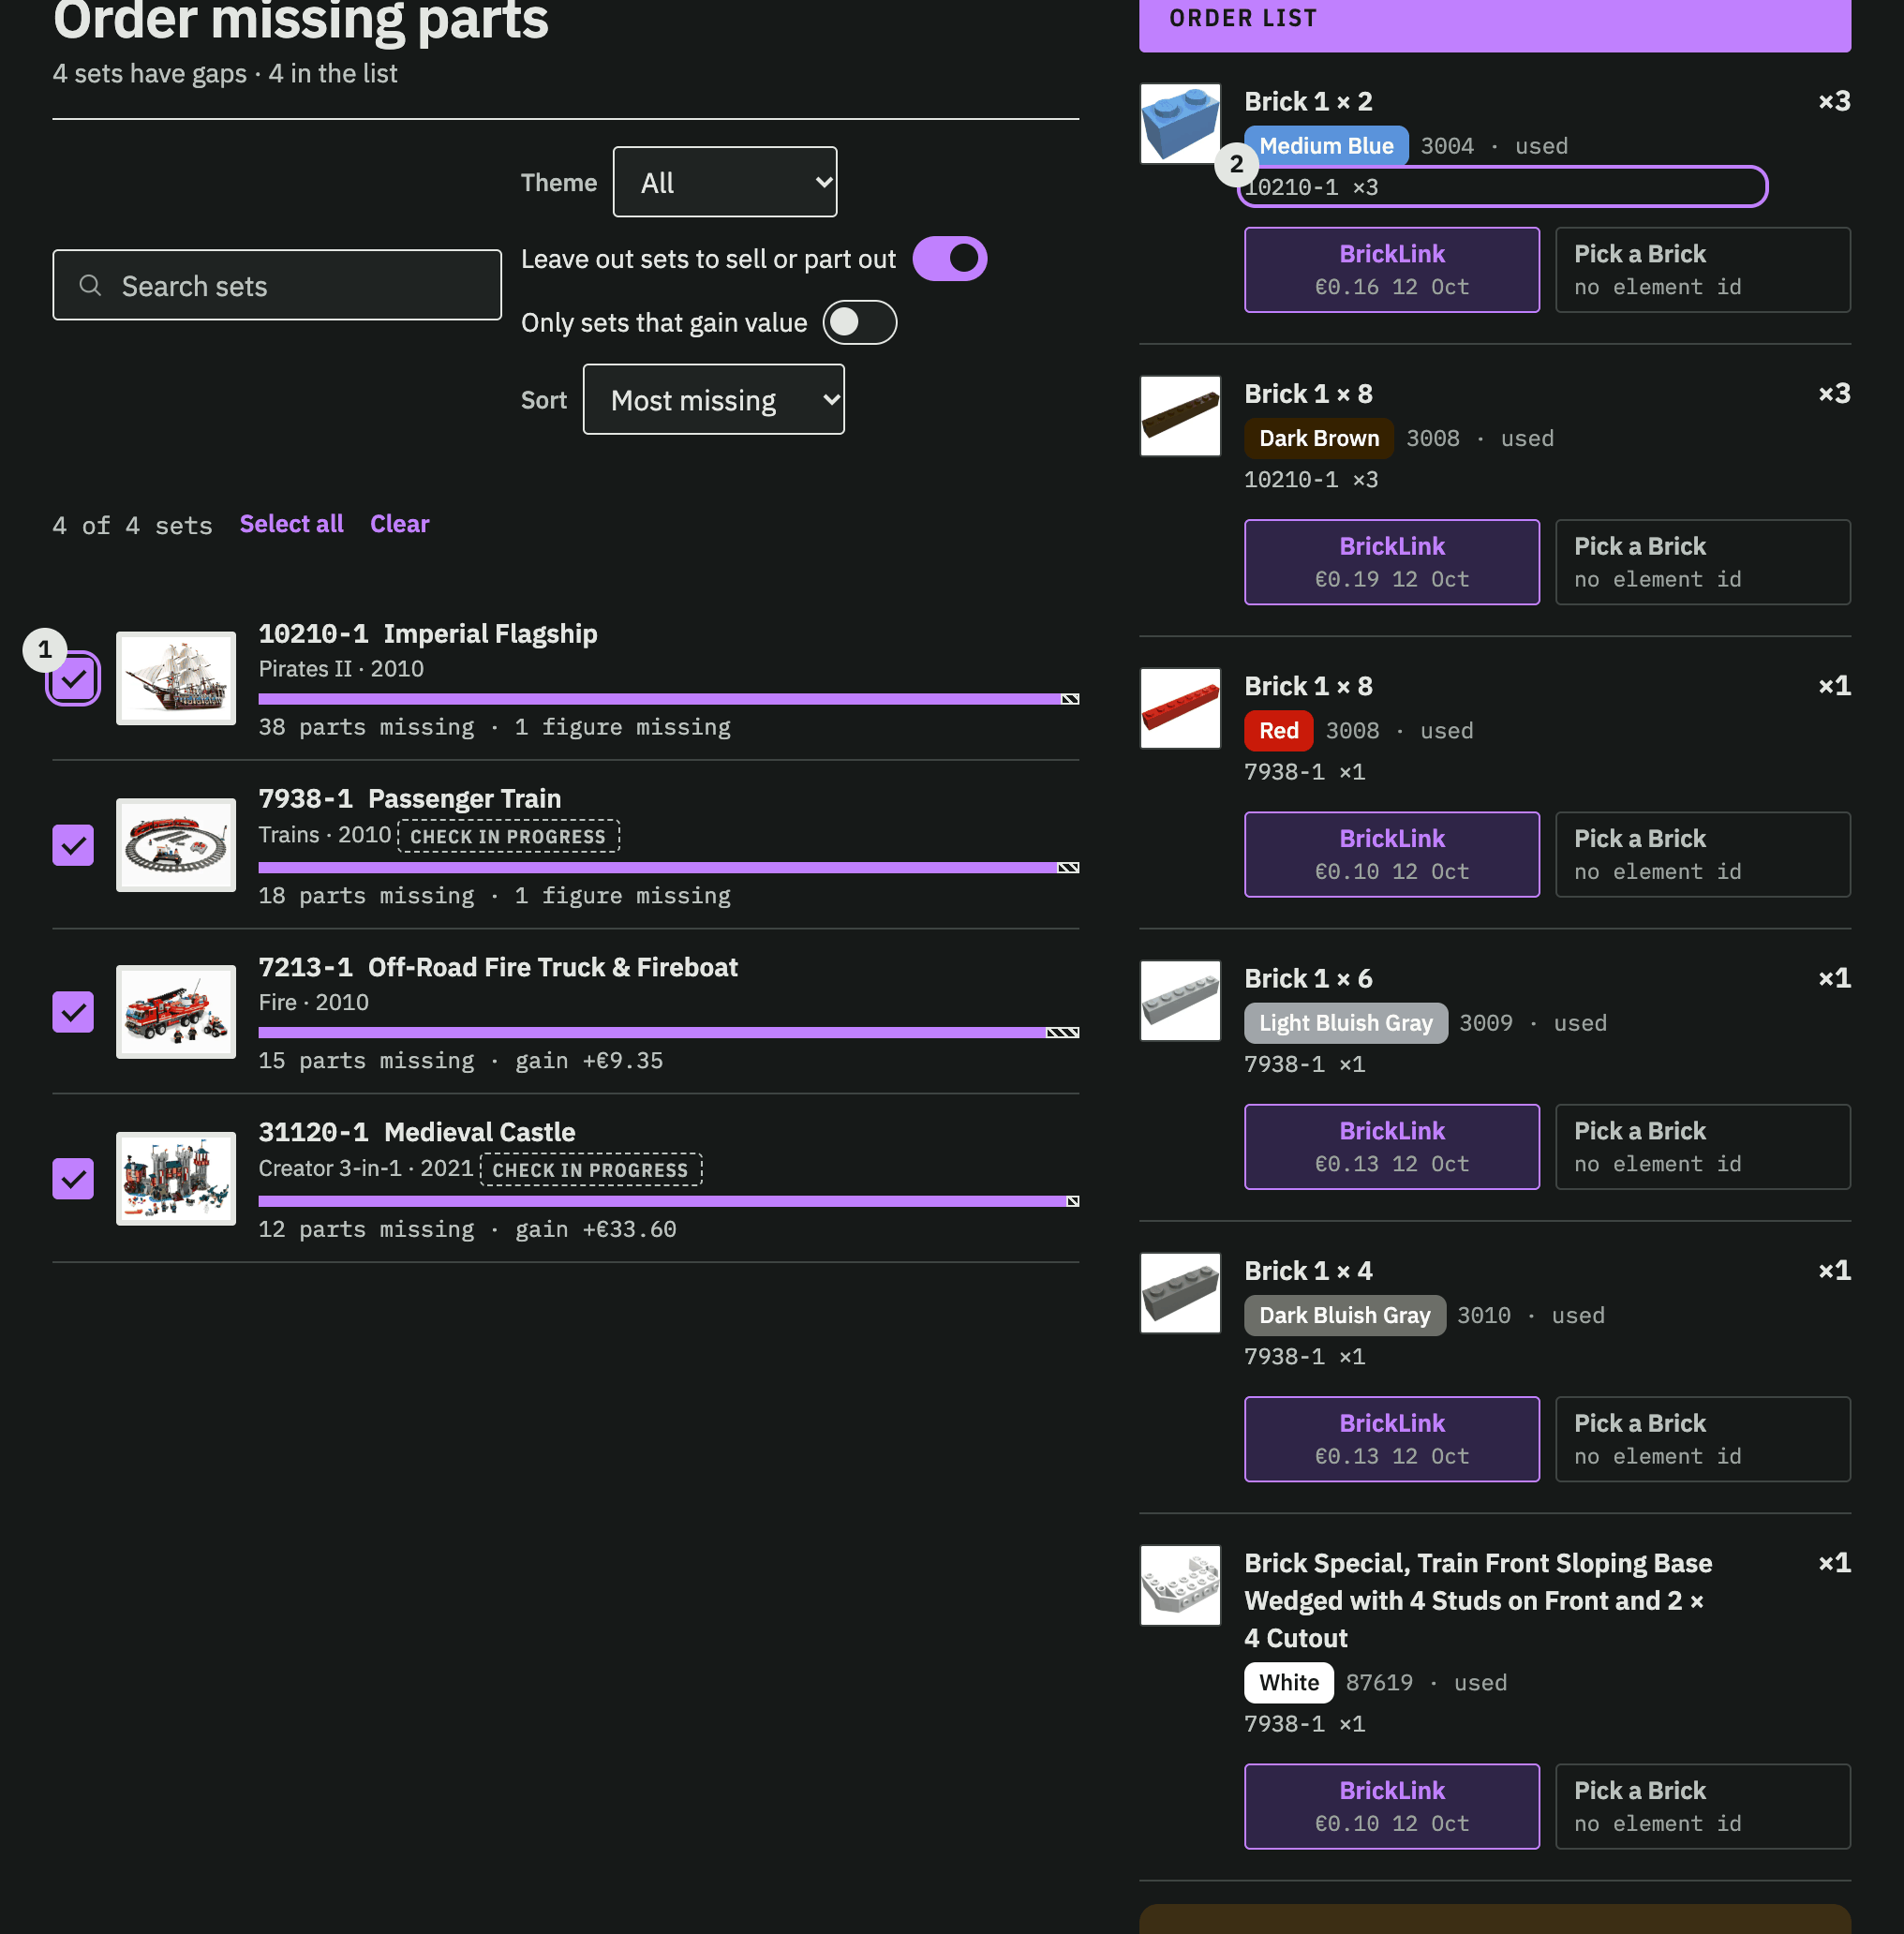 Order missing parts
4 sets have gaps · 4 in the list
Theme All
Search sets
Leave out sets to sell or part out
Only sets that gain value
Sort Most missing
4 of 4 sets Select all Clear
1
10210-1 Imperial Flagship
Pirates II · 2010
38 parts missing · 1 figure missing
7938-1 Passenger Train
Trains · 2010 CHECK IN PROGRESS
18 parts missing · 1 figure missing
7213-1 Off-Road Fire Truck & Fireboat
Fire · 2010
15 parts missing · gain +€9.35
31120-1 Medieval Castle
Creator 3-in-1 · 2021 CHECK IN PROGRESS
12 parts missing · gain +€33.60
ORDER LIST
Brick 1 × 2 ×3
Medium Blue 3004 · used
2
10210-1 ×3
BrickLink Pick a Brick
€0.16 12 Oct no element id
Brick 1 × 8 ×3
Dark Brown 3008 · used
10210-1 ×3
BrickLink Pick a Brick
€0.19 12 Oct no element id
Brick 1 × 8 ×1
Red 3008 · used
7938-1 ×1
BrickLink Pick a Brick
€0.10 12 Oct no element id
Brick 1 × 6 ×1
Light Bluish Gray 3009 · used
7938-1 ×1
BrickLink Pick a Brick
€0.13 12 Oct no element id
Brick 1 × 4 ×1
Dark Bluish Gray 3010 · used
7938-1 ×1
BrickLink Pick a Brick
€0.13 12 Oct no element id
Brick Special, Train Front Sloping Base ×1
Wedged with 4 Studs on Front and 2 ×
4 Cutout
White 87619 · used
7938-1 ×1
BrickLink Pick a Brick
€0.10 12 Oct no element id